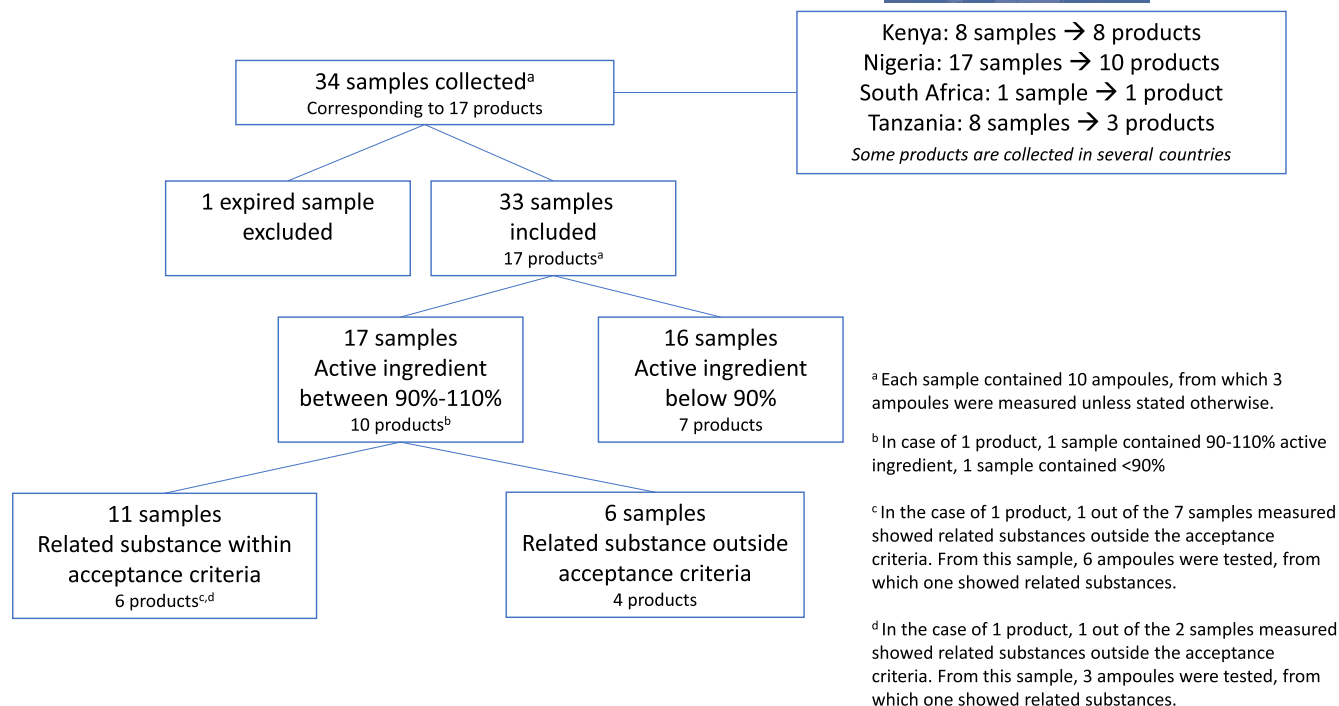 34 samples collectedᵃ
Corresponding to 17 products
Kenya: 8 samples → 8 products
Nigeria: 17 samples → 10 products
South Africa: 1 sample → 1 product
Tanzania: 8 samples → 3 products
Some products are collected in several countries
1 expired sample
excluded
33 samples
included
17 productsᵃ
17 samples
Active ingredient
between 90%-110%
10 productsᵇ
16 samples
Active ingredient
below 90%
7 products
11 samples
Related substance within
acceptance criteria
6 productsᶜ,ᵈ
6 samples
Related substance outside
acceptance criteria
4 products
ᵃ Each sample contained 10 ampoules, from which 3
ampoules were measured unless stated otherwise.
ᵇ In case of 1 product, 1 sample contained 90-110% active
ingredient, 1 sample contained <90%
ᶜ In the case of 1 product, 1 out of the 7 samples measured
showed related substances outside the acceptance
criteria. From this sample, 6 ampoules were tested, from
which one showed related substances.
ᵈ In the case of 1 product, 1 out of the 2 samples measured
showed related substances outside the acceptance
criteria. From this sample, 3 ampoules were tested, from
which one showed related substances.